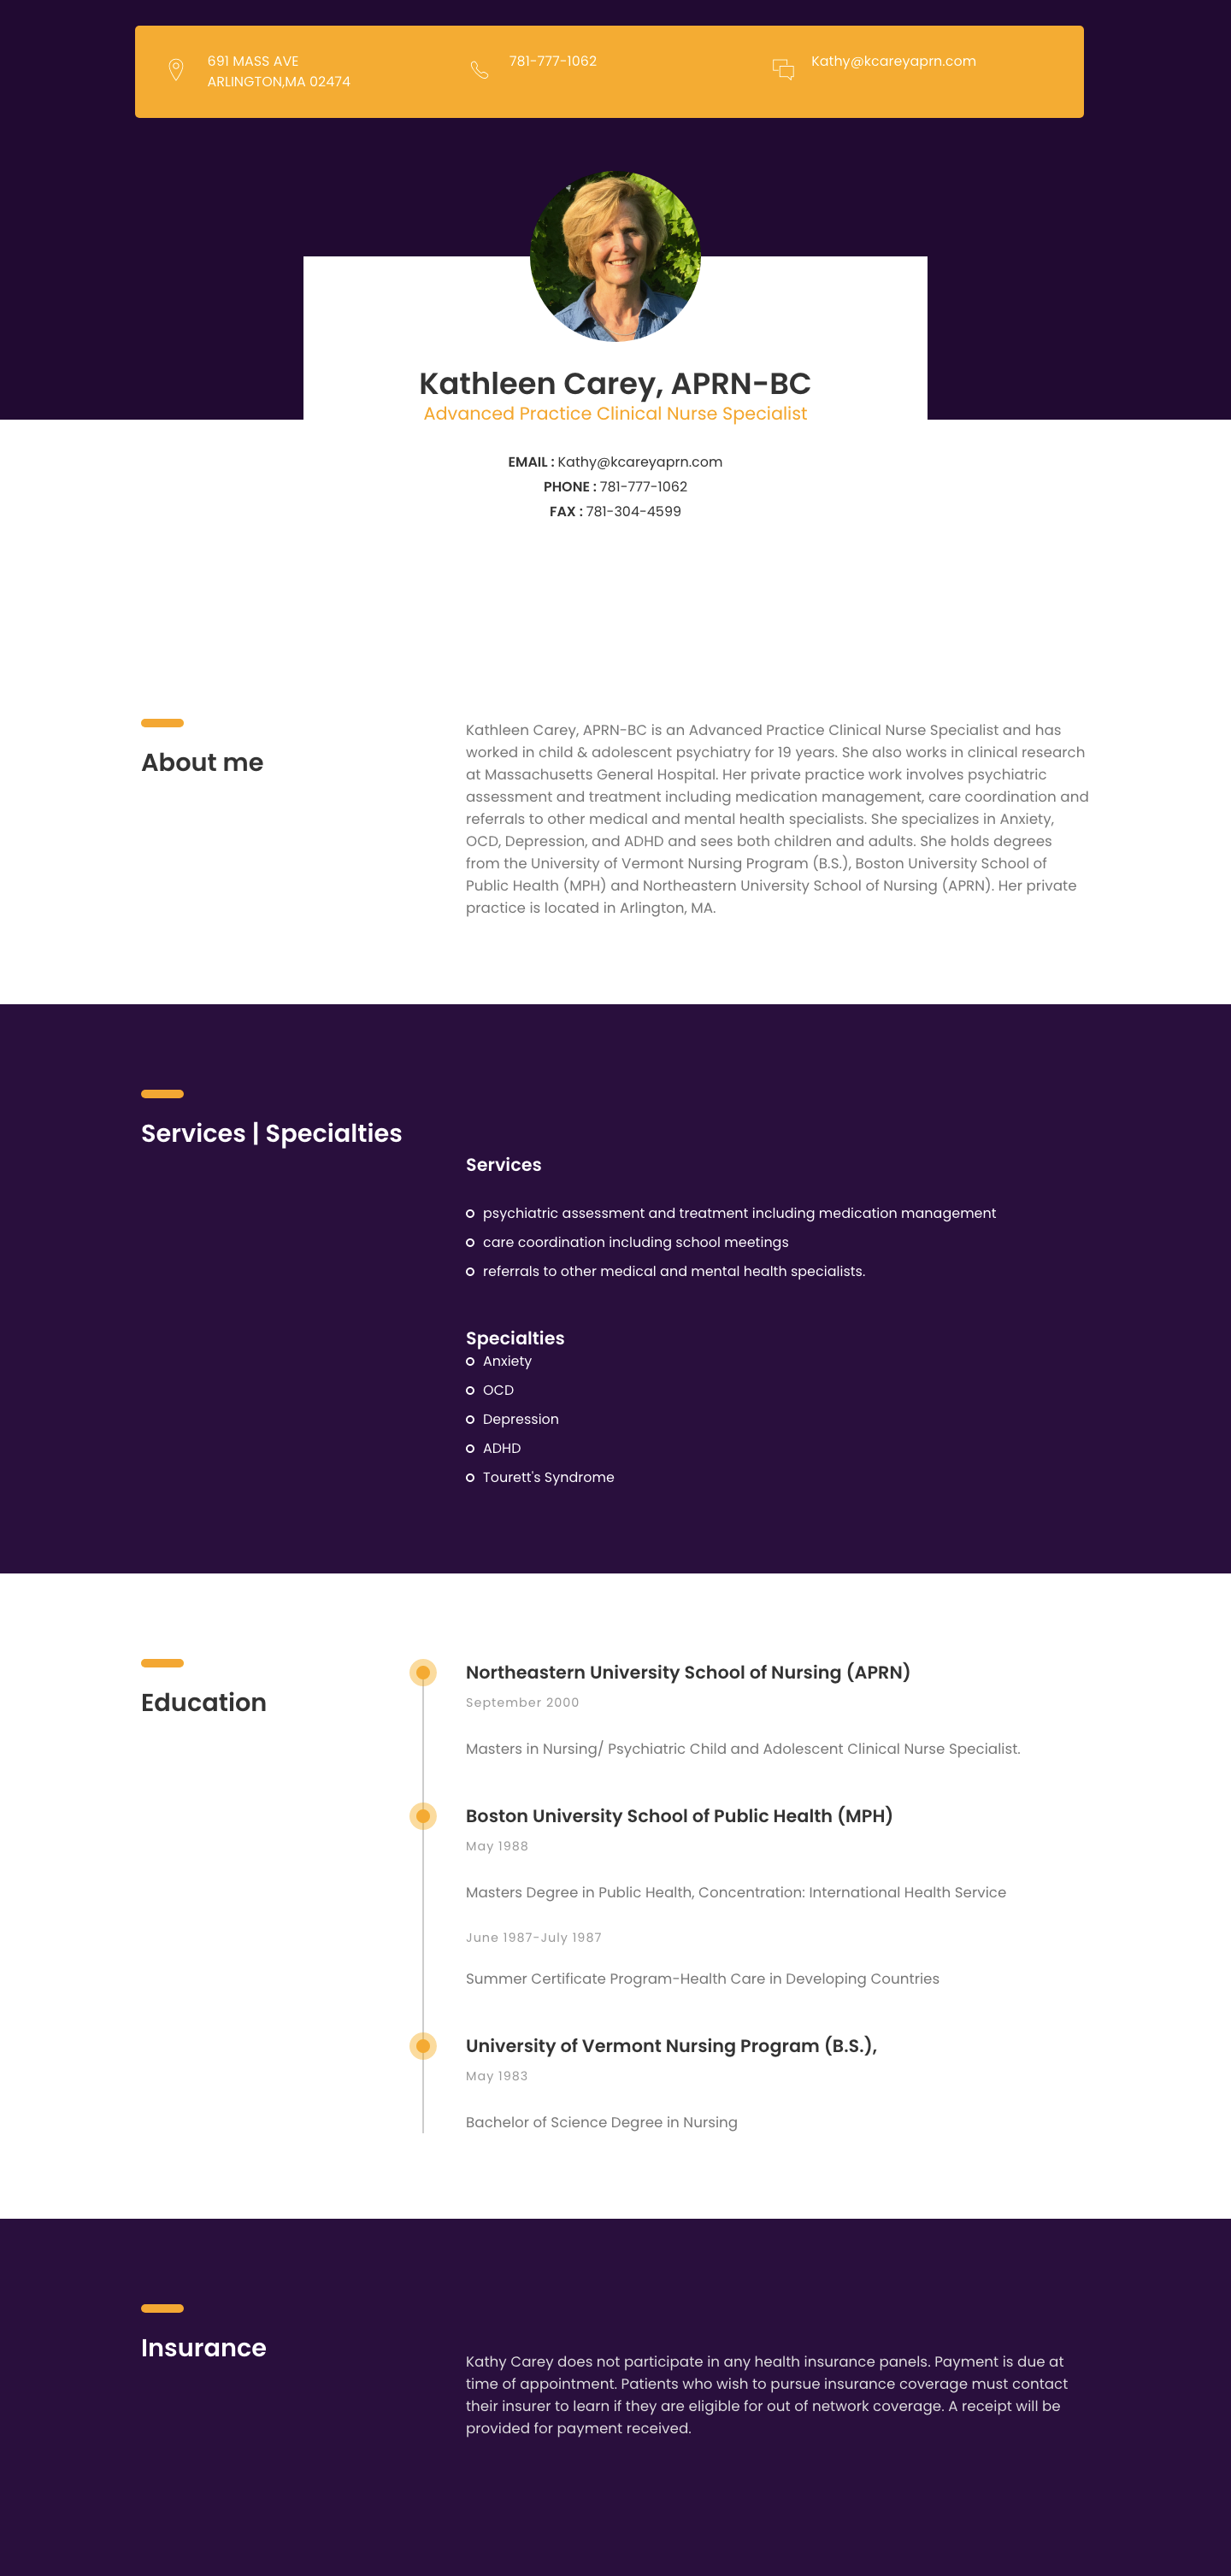 691 MASS AVE
ARLINGTON,MA 02474
781-777-1062
Kathy@kcareyaprn.com
Kathleen Carey, APRN-BC
Advanced Practice Clinical Nurse Specialist
EMAIL : Kathy@kcareyaprn.com
PHONE : 781-777-1062
FAX : 781-304-4599
About me
Kathleen Carey, APRN-BC is an Advanced Practice Clinical Nurse Specialist and has
worked in child & adolescent psychiatry for 19 years. She also works in clinical research
at Massachusetts General Hospital. Her private practice work involves psychiatric
assessment and treatment including medication management, care coordination and
referrals to other medical and mental health specialists. She specializes in Anxiety,
OCD, Depression, and ADHD and sees both children and adults. She holds degrees
from the University of Vermont Nursing Program (B.S.), Boston University School of
Public Health (MPH) and Northeastern University School of Nursing (APRN). Her private
practice is located in Arlington, MA.
Services | Specialties
Services
psychiatric assessment and treatment including medication management
care coordination including school meetings
referrals to other medical and mental health specialists.
Specialties
Anxiety
OCD
Depression
ADHD
Tourett's Syndrome
Education
Northeastern University School of Nursing (APRN)
September 2000
Masters in Nursing/ Psychiatric Child and Adolescent Clinical Nurse Specialist.
Boston University School of Public Health (MPH)
May 1988
Masters Degree in Public Health, Concentration: International Health Service
June 1987-July 1987
Summer Certificate Program-Health Care in Developing Countries
University of Vermont Nursing Program (B.S.),
May 1983
Bachelor of Science Degree in Nursing
Insurance
Kathy Carey does not participate in any health insurance panels. Payment is due at
time of appointment. Patients who wish to pursue insurance coverage must contact
their insurer to learn if they are eligible for out of network coverage. A receipt will be
provided for payment received.